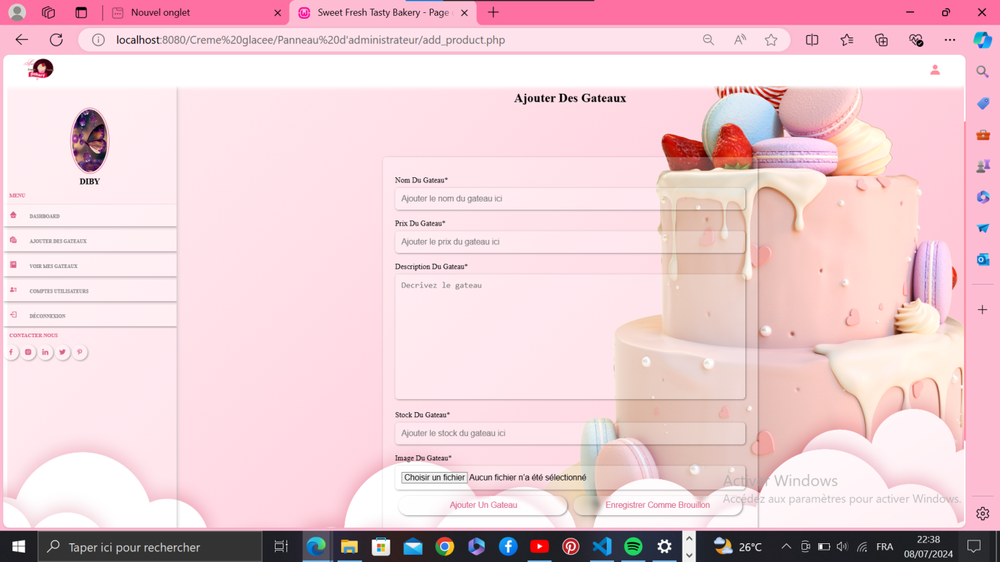 Nouvel onglet
Sweet Fresh Tasty Bakery - Page
localhost:8080/Creme%20glacee/Panneau%20d'administrateur/add_product.php
Bakery
DIBY
MENU
DASHBOARD
AJOUTER DES GATEAUX
VOIR MES GATEAUX
COMPTES UTILISATEURS
DÉCONNEXION
CONTACTER NOUS
Ajouter Des Gateaux
Nom Du Gateau*
Ajouter le nom du gateau ici
Prix Du Gateau*
Ajouter le prix du gateau ici
Description Du Gateau*
Decrivez le gateau
Stock Du Gateau*
Ajouter le stock du gateau ici
Image Du Gateau*
Choisir un fichier Aucun fichier n'a été sélectionné
Ajouter Un Gateau
Enregistrer Comme Brouillon
Activer Windows
Accédez aux paramètres pour activer Windows.
Taper ici pour rechercher
26°C
FRA
22:38
08/07/2024